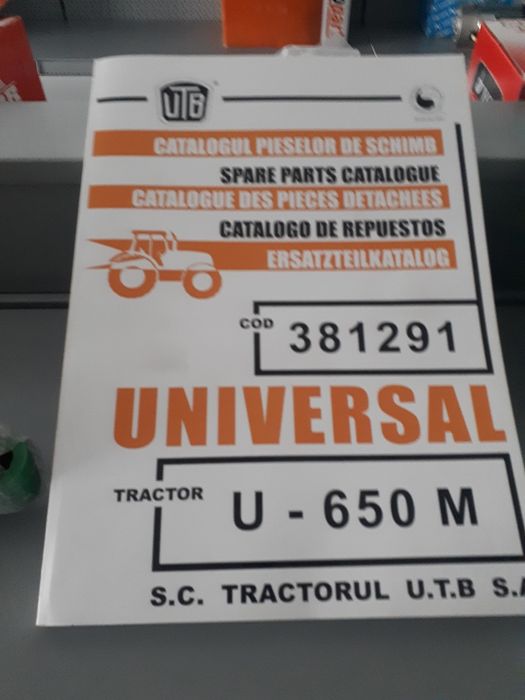 UTB
CATALOGUL PIESELOR DE SCHIMB
SPARE PARTS CATALOGUE
CATALOGUE DES PIECES DETACHEES
CATALOGO DE REPUESTOS
ERSATZTEILKATALOG
COD 381291
UNIVERSAL
TRACTOR U - 650 M
S.C. TRACTORUL U.T.B S.A